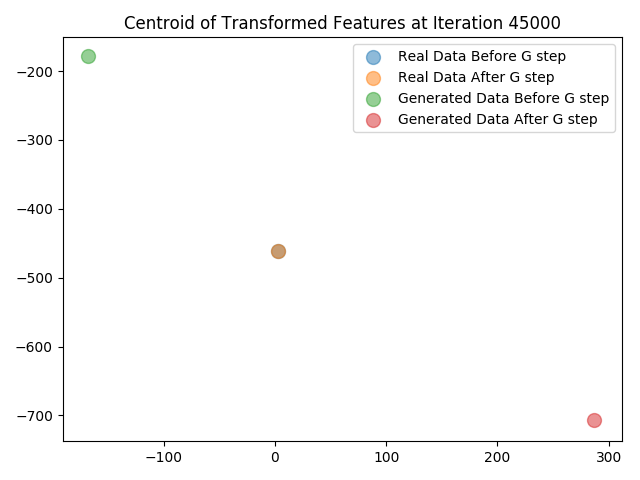 Centroid of Transformed Features at Iteration 45000
Real Data Before G step
Real Data After G step
Generated Data Before G step
Generated Data After G step
−200
−300
−400
−500
−600
−700
−100
0
100
200
300